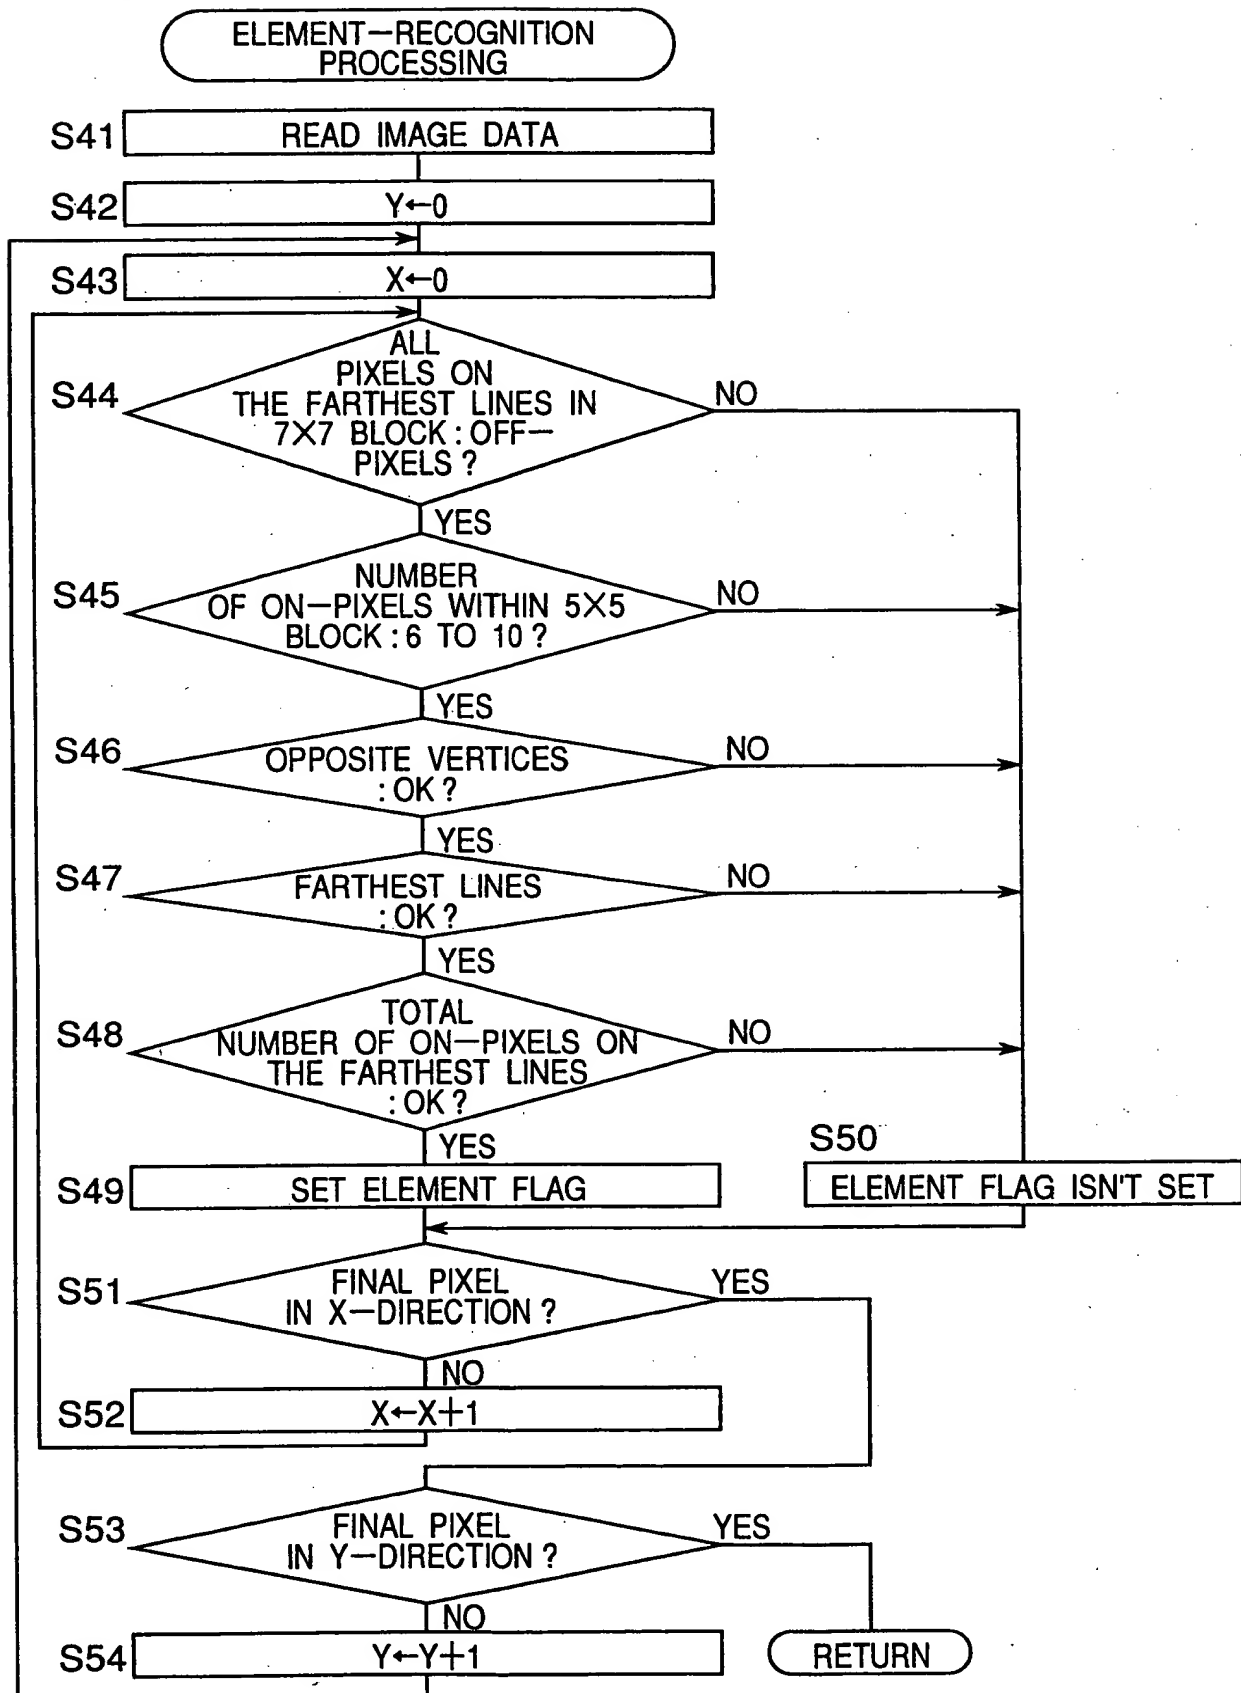 ELEMENT—RECOGNITION
PROCESSING
S41
READ IMAGE DATA
S42
Y←0
S43
X←0
S44
ALL
PIXELS ON
THE FARTHEST LINES IN
7×7 BLOCK : OFF—
PIXELS ?
NO
YES
S45
NUMBER
OF ON—PIXELS WITHIN 5×5
BLOCK : 6 TO 10 ?
NO
YES
S46
OPPOSITE VERTICES
: OK ?
NO
YES
S47
FARTHEST LINES
: OK ?
NO
YES
S48
TOTAL
NUMBER OF ON—PIXELS ON
THE FARTHEST LINES
: OK ?
NO
YES
S49
SET ELEMENT FLAG
S50
ELEMENT FLAG ISN'T SET
S51
FINAL PIXEL
IN X—DIRECTION ?
YES
NO
S52
X←X+1
S53
FINAL PIXEL
IN Y—DIRECTION ?
YES
NO
S54
Y←Y+1
RETURN